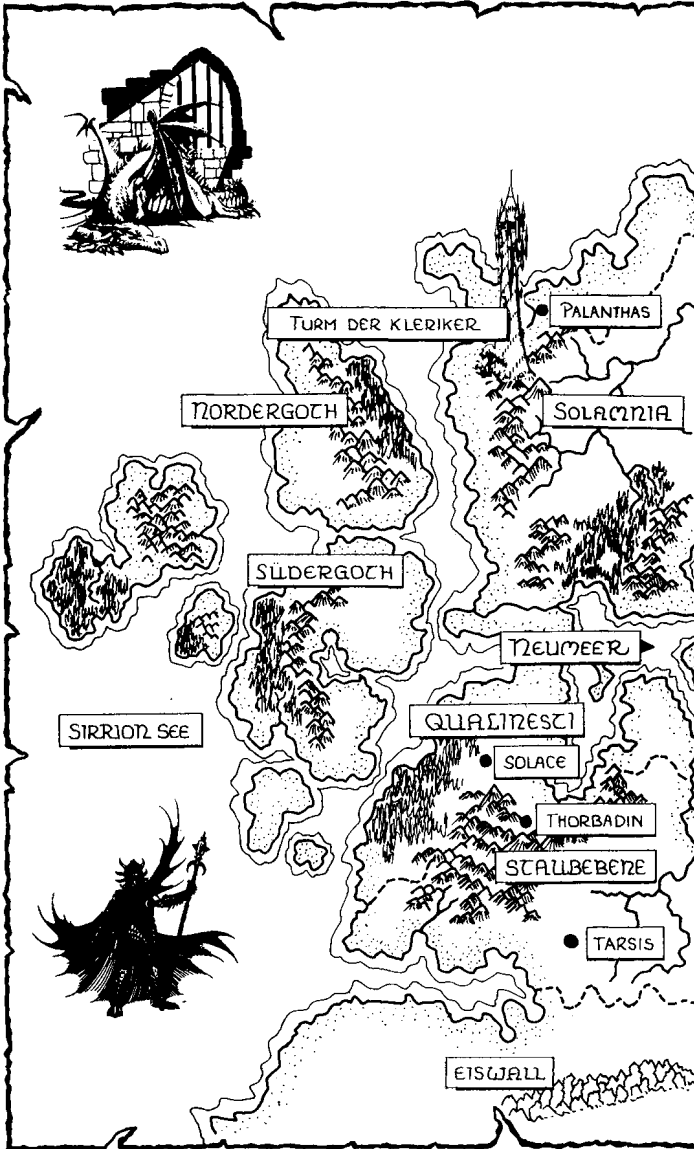 TURM DER KLERIKER
PALANTHAS
NORDERGOTH
SOLAMNIA
SÜDERGOTH
NEUMEER
QUALINESTI
SIRRION SEE
SOLACE
THORBADIN
STAUBEBENE
TARSIS
EISWALL